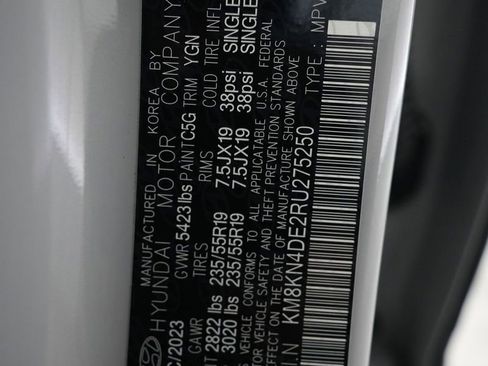 MANUFACTURED IN KOREA BY
HYUNDAI MOTOR COMPANY
/2023 GVWR 5423lbs PAINT C5G TRIM YGN
GAWR TIRES RIMS COLD TIRE INFL
2822 lbs 235/55R19 7.5JX19 38psi SINGLE
3020 lbs 235/55R19 7.5JX19 38psi SINGLE
VEHICLE CONFORMS TO ALL APPLICABLE U.S.A. FEDERAL
VEHICLE SAFETY AND THEFT PREVENTION STANDARDS
EFFECT ON THE DATE OF MANUFACTURE SHOWN ABOVE
I.N KM8KN4DE2RU275250 TYPE : MPV